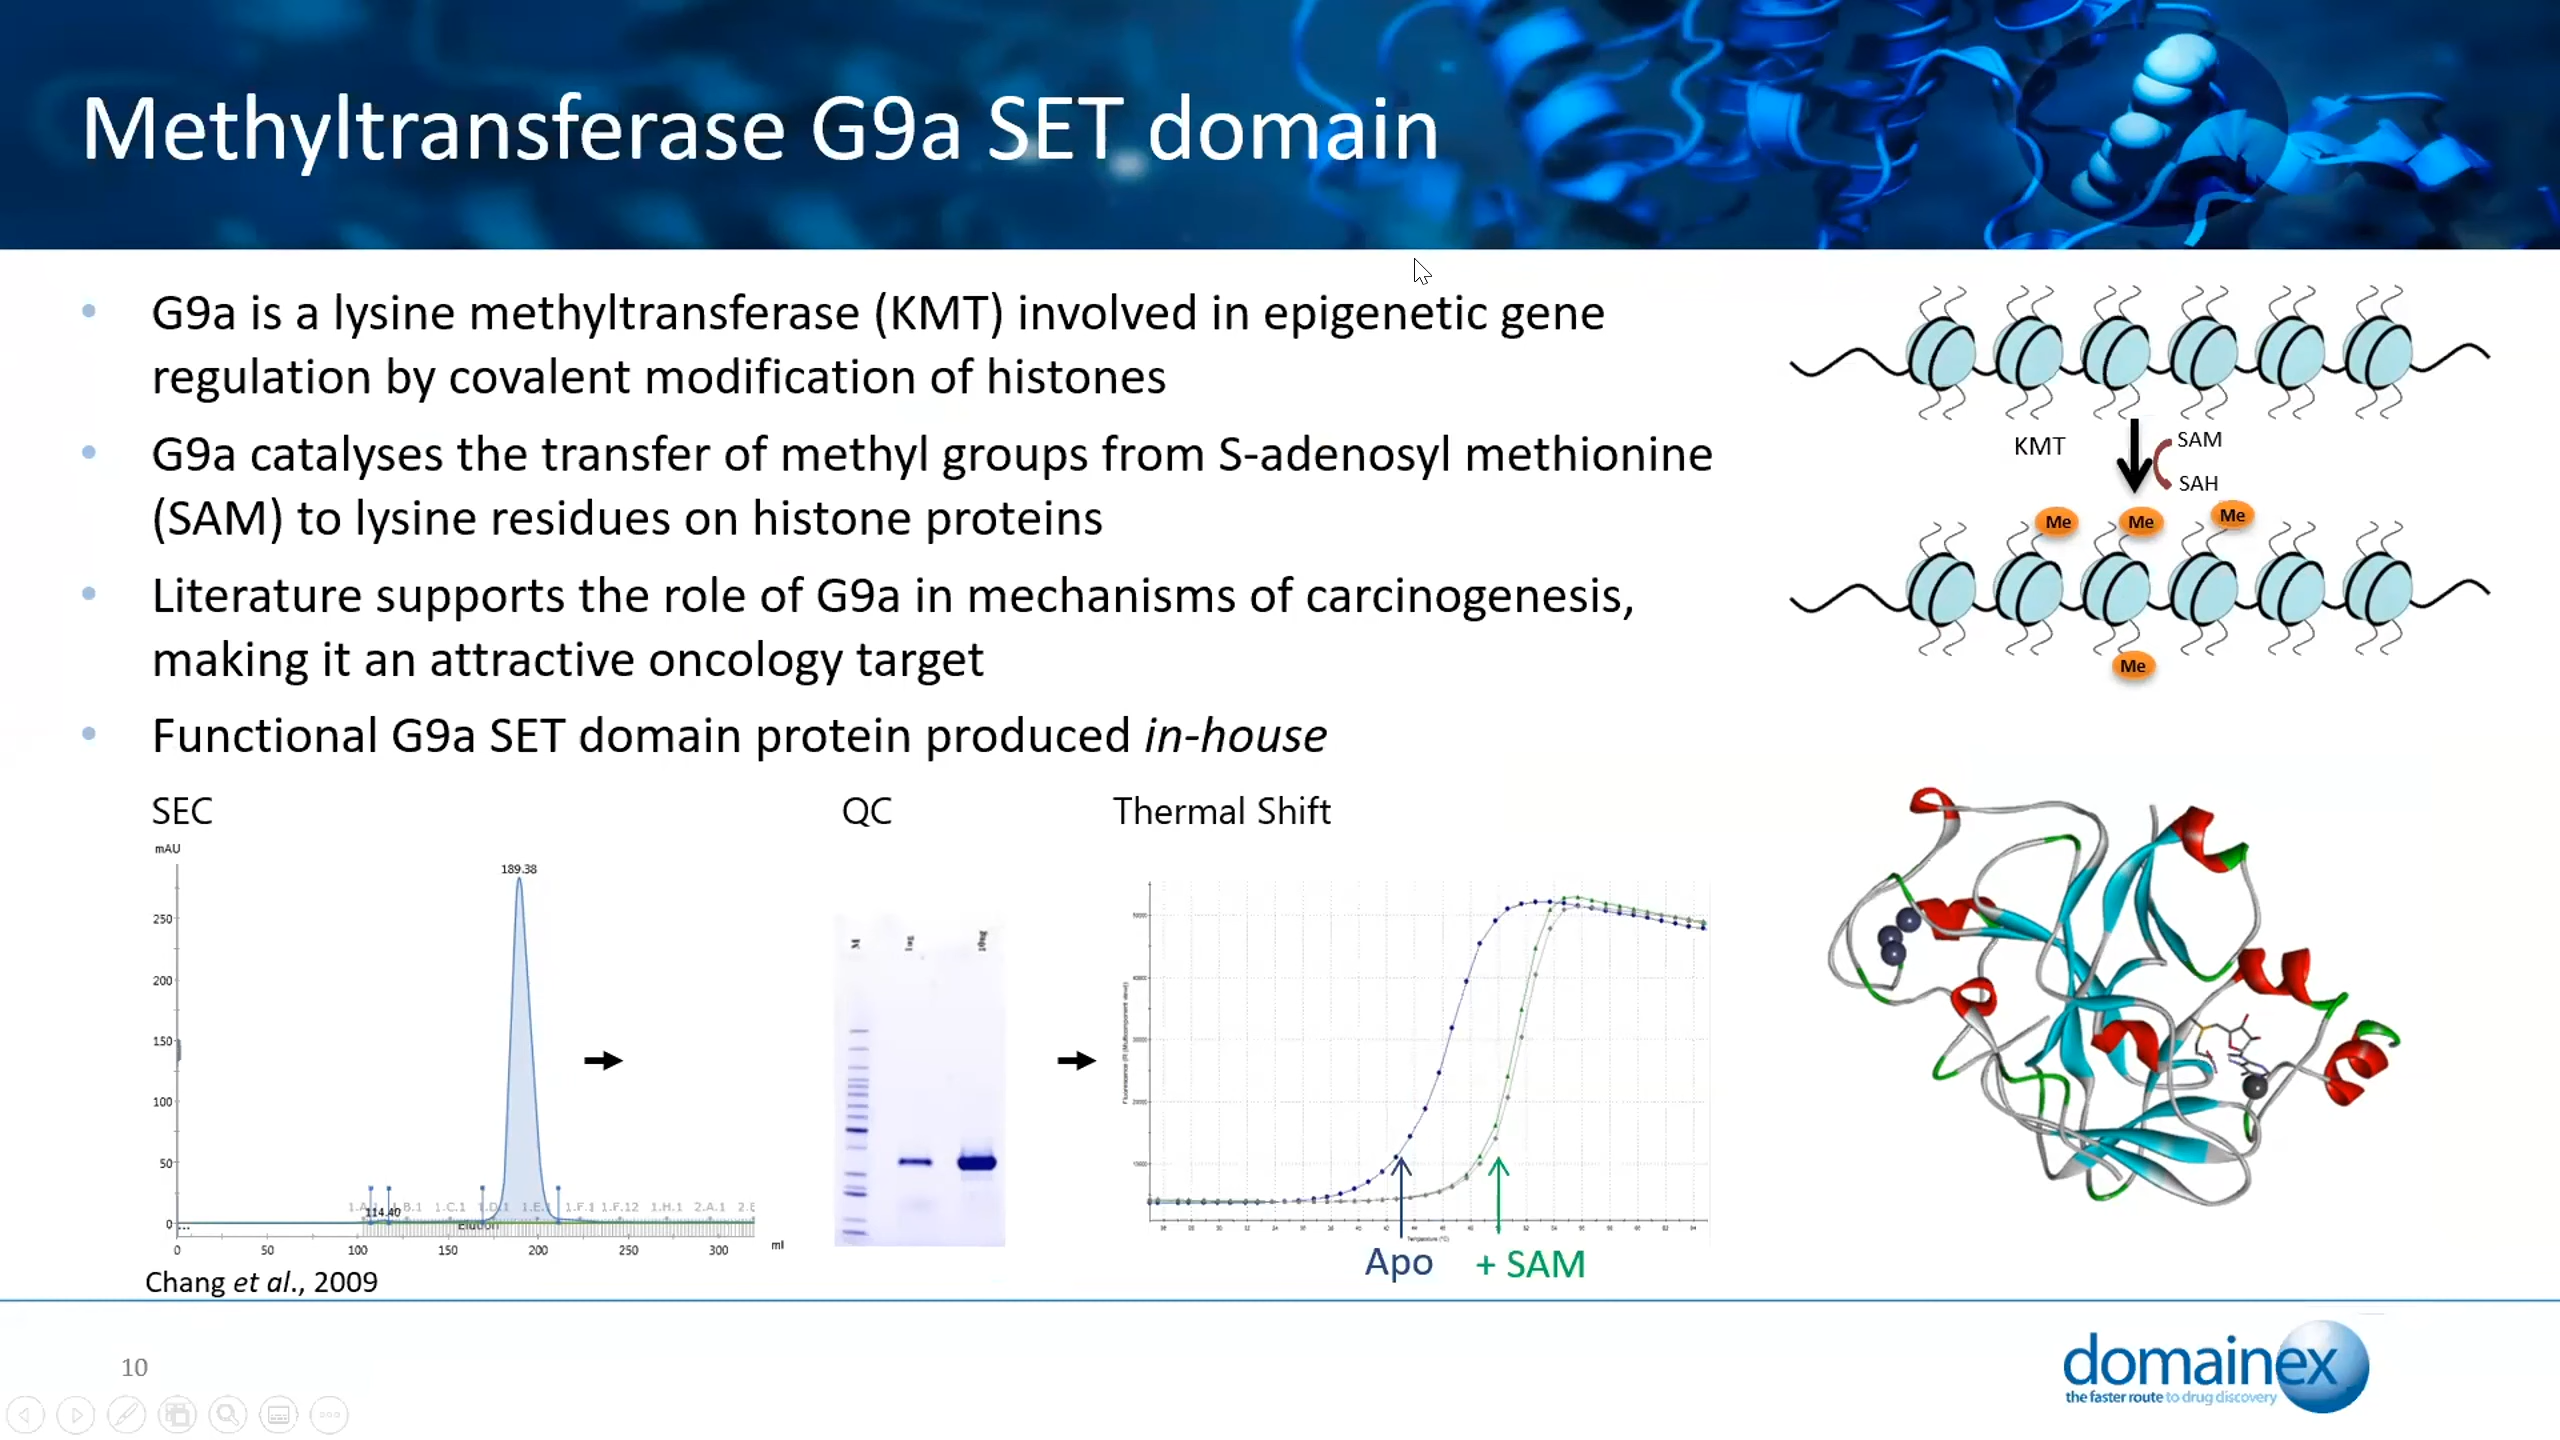 Methyltransferase G9a SET domain
• G9a is a lysine methyltransferase (KMT) involved in epigenetic gene
regulation by covalent modification of histones
• G9a catalyses the transfer of methyl groups from S-adenosyl methionine
(SAM) to lysine residues on histone proteins
• Literature supports the role of G9a in mechanisms of carcinogenesis,
making it an attractive oncology target
• Functional G9a SET domain protein produced in-house
KMT
SAM
SAH
Me Me Me
Me
SEC
mAU
189.38
250
200
150
100
50
0
114.40
1.C.1 1.D.1 1.F.1 1.F.12 1.H.1 2.A.1
Elution
0 50 100 150 200 250 300 ml
QC
M
Thermal Shift
Temperature (°C)
Apo + SAM
Chang et al., 2009
10
domainex
the faster route to drug discovery